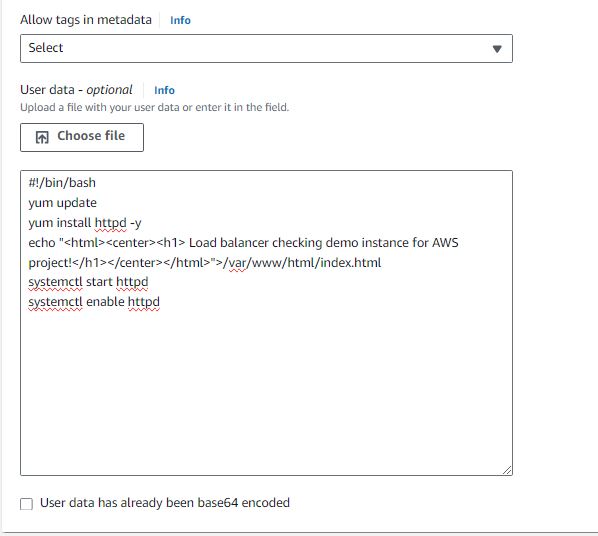 Allow tags in metadata Info
Select
User data - optional Info
Upload a file with your user data or enter it in the field.
Choose file
#!/bin/bash
yum update
yum install httpd -y
echo "<html><center><h1> Load balancer checking demo instance for AWS
project!</h1></center></html>">/var/www/html/index.html
systemctl start httpd
systemctl enable httpd
User data has already been base64 encoded